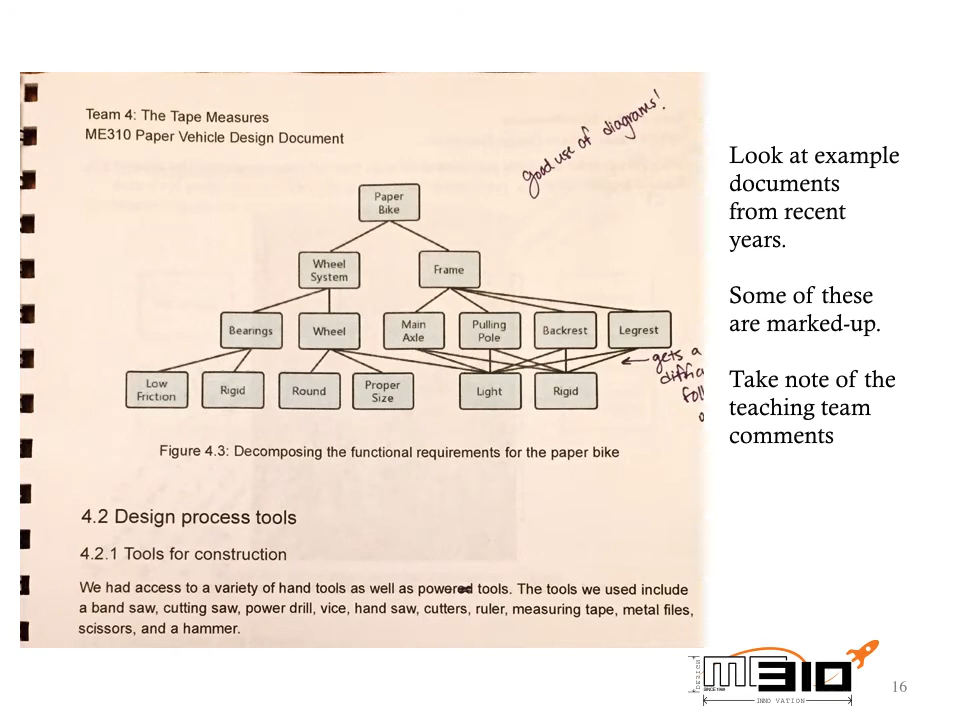 Team 4: The Tape Measures
ME310 Paper Vehicle Design Document
Good use of diagrams!
Paper
Bike
Wheel
System
Frame
Bearings
Wheel
Main
Axle
Pulling
Pole
Backrest
Legrest
gets a
Low
Friction
Rigid
Round
Proper
Size
Light
Rigid
Figure 4.3: Decomposing the functional requirements for the paper bike
4.2 Design process tools
4.2.1 Tools for construction
We had access to a variety of hand tools as well as powered tools. The tools we used include
a band saw, cutting saw, power drill, vice, hand saw, cutters, ruler, measuring tape, metal files,
scissors, and a hammer.
Look at example
documents
from recent
years.
Some of these
are marked-up.
Take note of the
teaching team
comments
DESIGN
ME310
SINCE 1969
INNOVATION
16